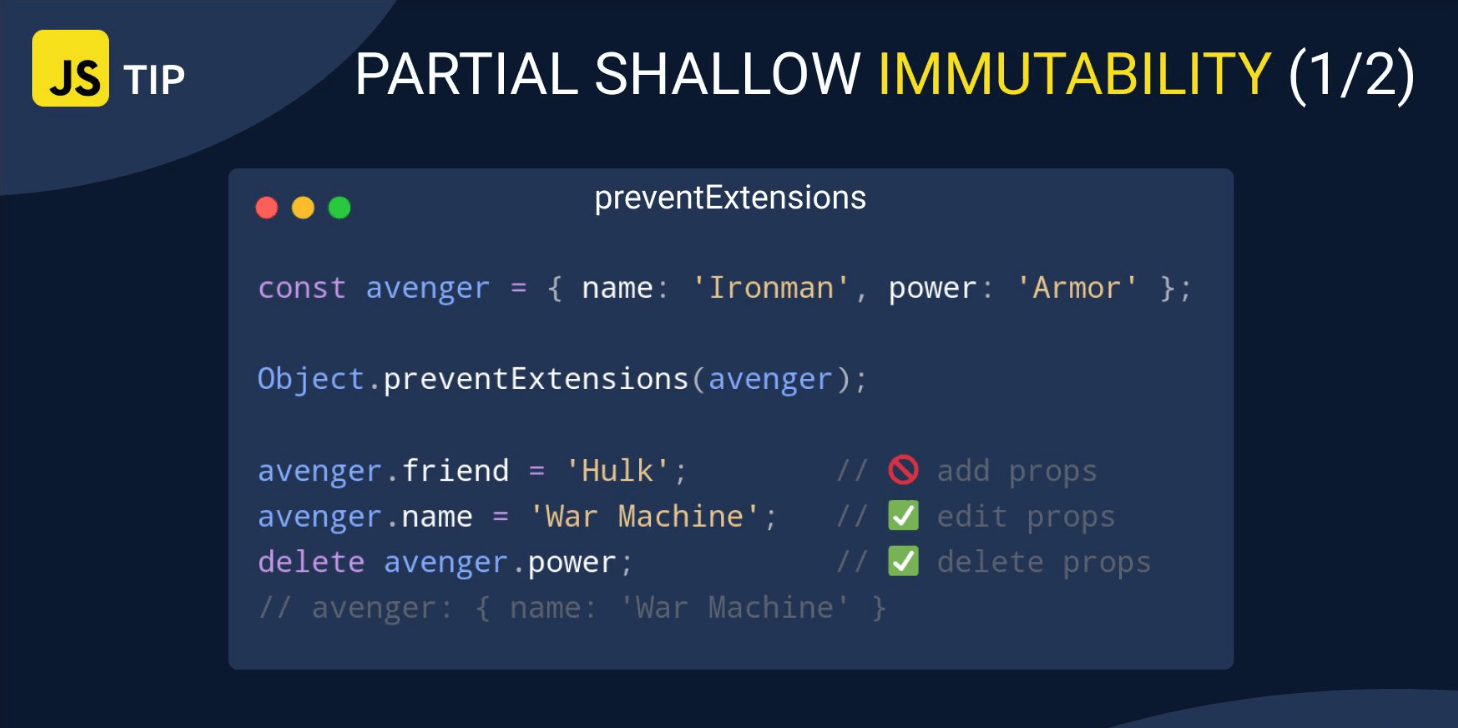 JS TIP
PARTIAL SHALLOW IMMUTABILITY (1/2)
preventExtensions
const avenger = { name: 'Ironman', power: 'Armor' };
Object.preventExtensions(avenger);
avenger.friend = 'Hulk'; // 🚫 add props
avenger.name = 'War Machine'; // ✅ edit props
delete avenger.power; // ✅ delete props
// avenger: { name: 'War Machine' }